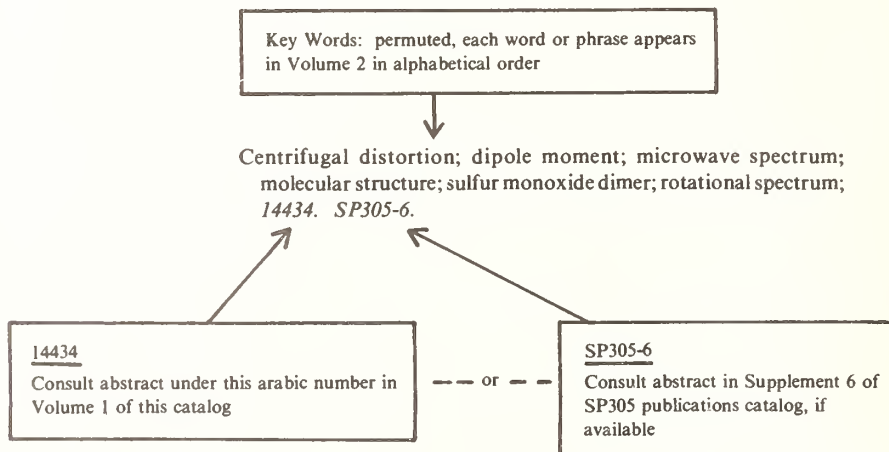 Key Words: permuted, each word or phrase appears
in Volume 2 in alphabetical order
Centrifugal distortion; dipole moment; microwave spectrum;
molecular structure; sulfur monoxide dimer; rotational spectrum;
14434. SP305-6.
14434
Consult abstract under this arabic number in
Volume 1 of this catalog
or
SP305-6
Consult abstract in Supplement 6 of
SP305 publications catalog, if
available